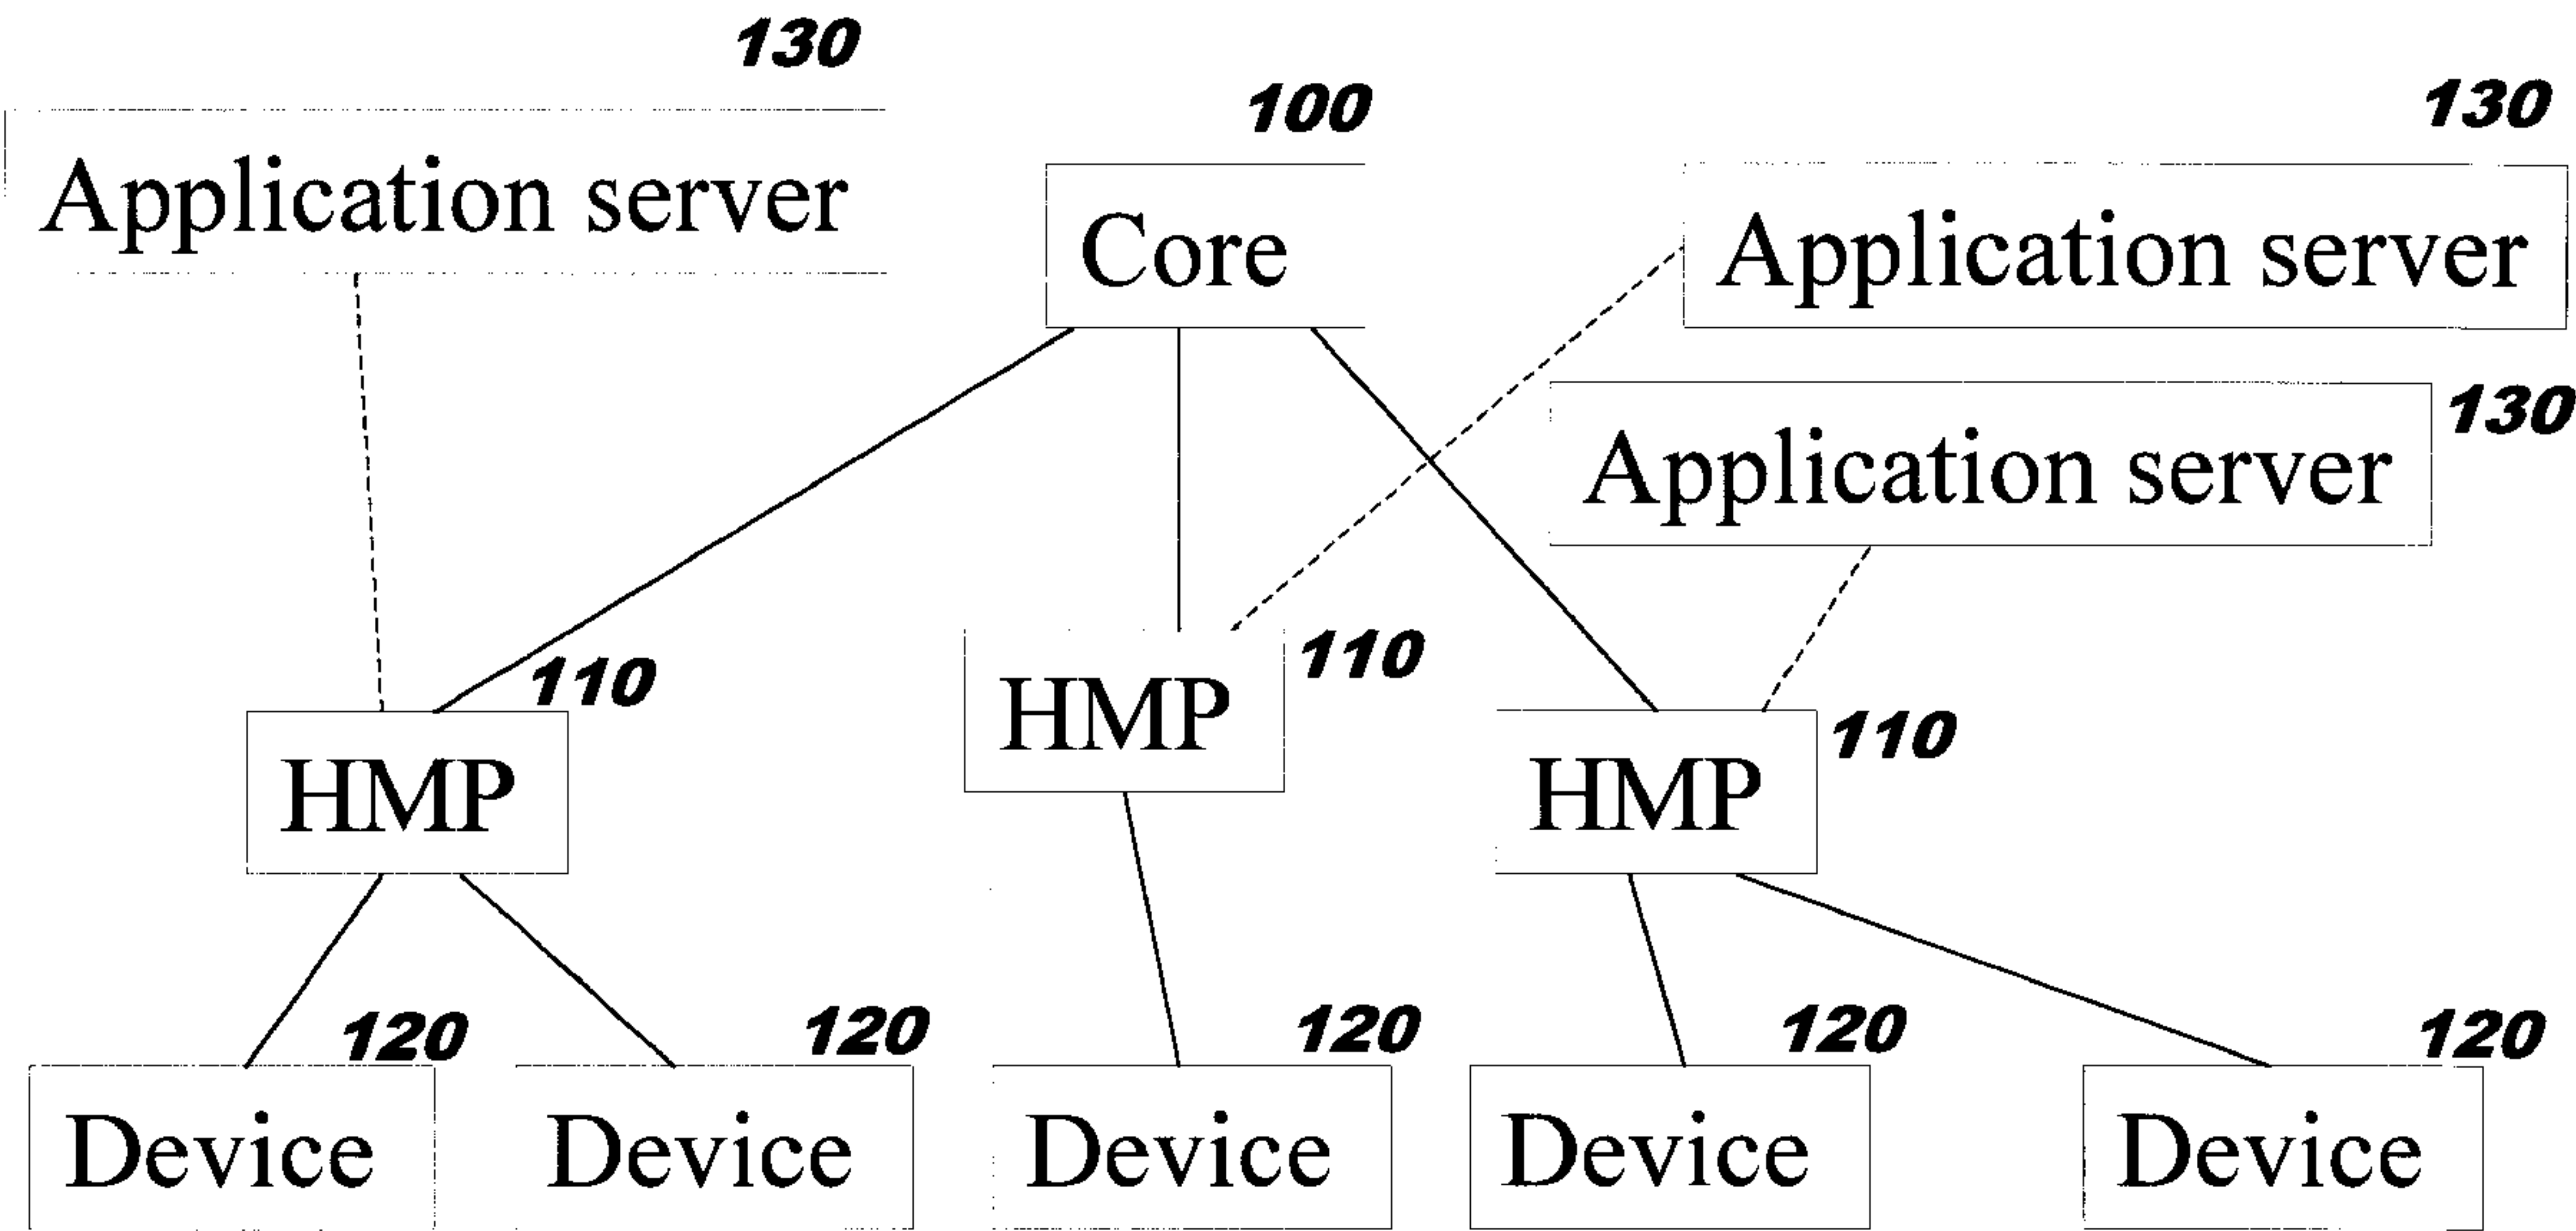 130
Application server
100
Core
130
Application server
130
Application server
110
HMP
110
HMP
110
HMP
120
Device
120
Device
120
Device
120
Device
120
Device